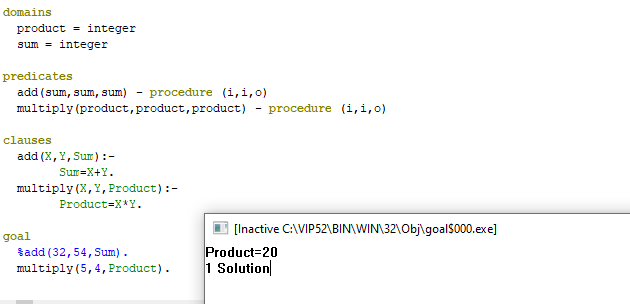 domains
product = integer
sum = integer
predicates
add(sum,sum,sum) - procedure (i,i,o)
multiply(product,product,product) - procedure (i,i,o)
clauses
add(X,Y,Sum):-
Sum=X+Y.
multiply(X,Y,Product):-
Product=X*Y.
goal
%add(32,54,Sum).
multiply(5,4,Product).
[Inactive C:\VIP52\BIN\WIN\32\Obj\goal$000.exe]
Product=20
1 Solution